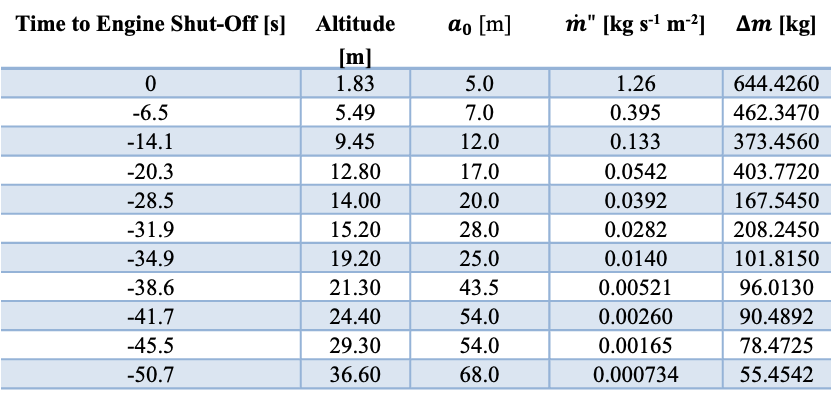 Time to Engine Shut-Off [s] Altitude [m] a₀ [m] ṁ" [kg s⁻¹ m⁻²] Δm [kg]
0 1.83 5.0 1.26 644.4260
-6.5 5.49 7.0 0.395 462.3470
-14.1 9.45 12.0 0.133 373.4560
-20.3 12.80 17.0 0.0542 403.7720
-28.5 14.00 20.0 0.0392 167.5450
-31.9 15.20 28.0 0.0282 208.2450
-34.9 19.20 25.0 0.0140 101.8150
-38.6 21.30 43.5 0.00521 96.0130
-41.7 24.40 54.0 0.00260 90.4892
-45.5 29.30 54.0 0.00165 78.4725
-50.7 36.60 68.0 0.000734 55.4542